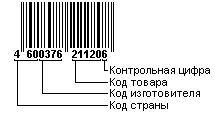 4 600376 211206
Контрольная цифра
Код товара
Код изготовителя
Код страны